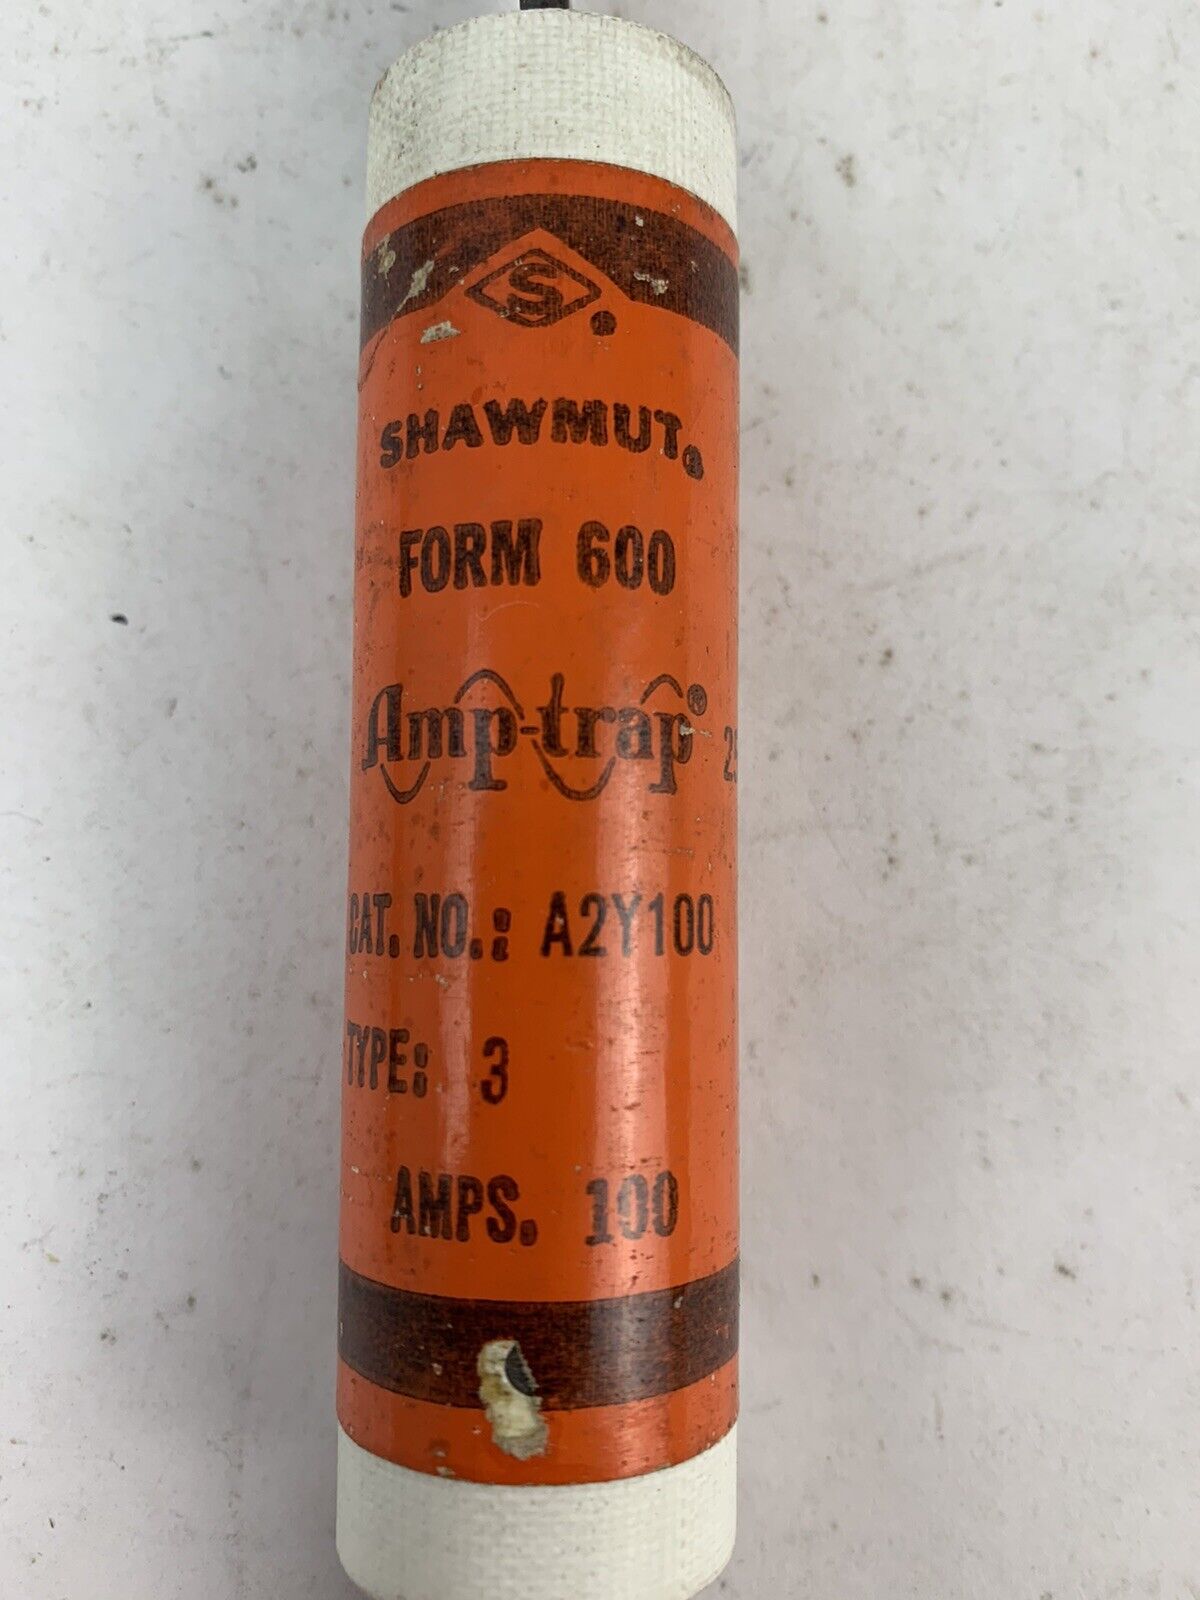 S ®
SHAWMUT®
FORM 600
Amp-trap®
CAT. NO.: A2Y100
TYPE: 3
AMPS. 100